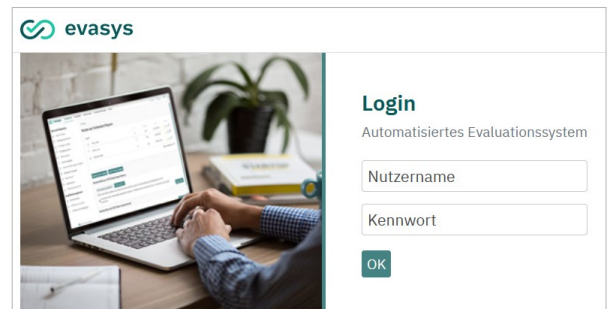 evasys
Login
Automatisiertes Evaluationssystem
Nutzername
Kennwort
OK